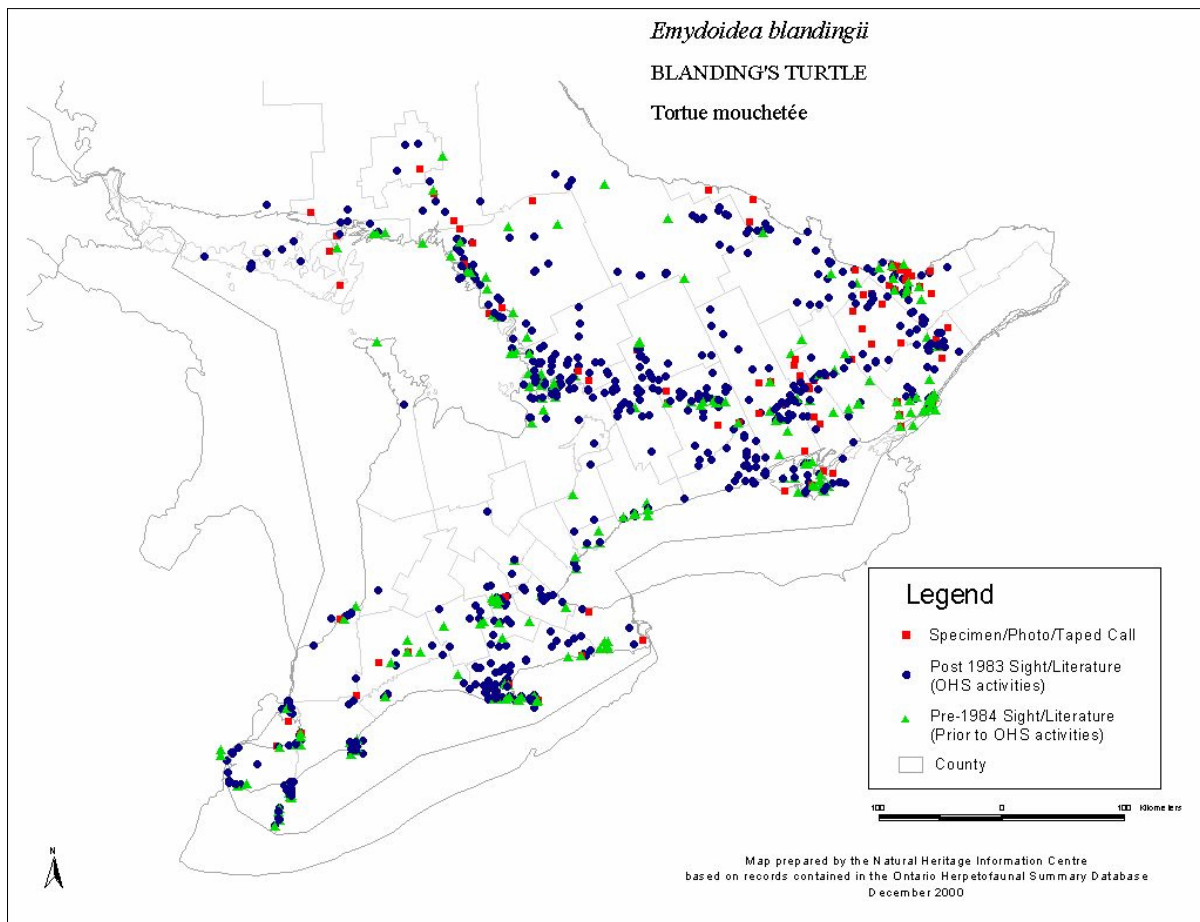 Emydoidea blandingii
BLANDING'S TURTLE
Tortue mouchetée
Legend
Specimen/Photo/Taped Call
Post 1983 Sight/Literature
(OHS activities)
Pre-1984 Sight/Literature
(Prior to OHS activities)
County
100 0 100 Kilometers
N
Map prepared by the Natural Heritage Information Centre
based on records contained in the Ontario Herpetofaunal Summary Database
December 2000